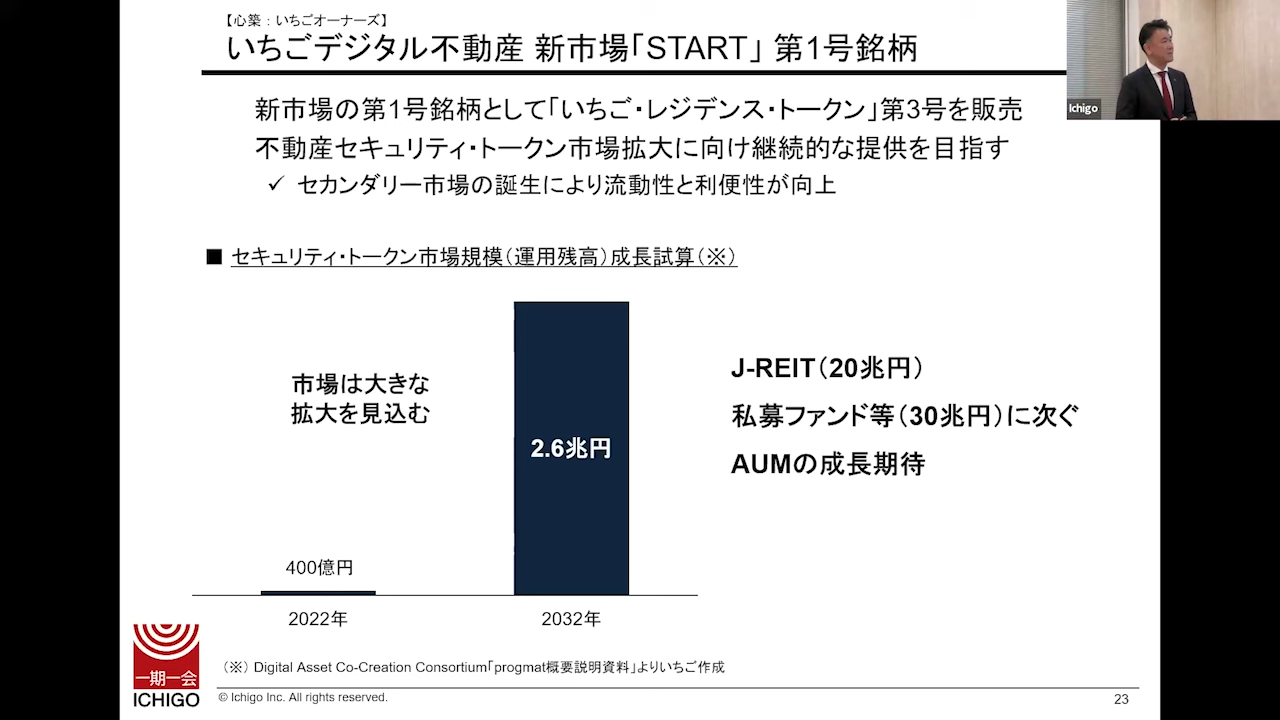 【心築：いちごオーナーズ】
いちごデジタル不動産 新市場「START」 第1号銘柄
Ichigo
新市場の第1号銘柄として「いちご・レジデンス・トークン」第3号を販売
不動産セキュリティ・トークン市場拡大に向け継続的な提供を目指す
✓ セカンダリー市場の誕生により流動性と利便性が向上
■ セキュリティ・トークン市場規模（運用残高）成長試算（※）
市場は大きな
拡大を見込む
2.6兆円
400億円
2022年
2032年
J-REIT（20兆円）
私募ファンド等（30兆円）に次ぐ
AUMの成長期待
（※） Digital Asset Co-Creation Consortium「progmat概要説明資料」よりいちご作成
一期一会
ICHIGO
© Ichigo Inc. All rights reserved.
23